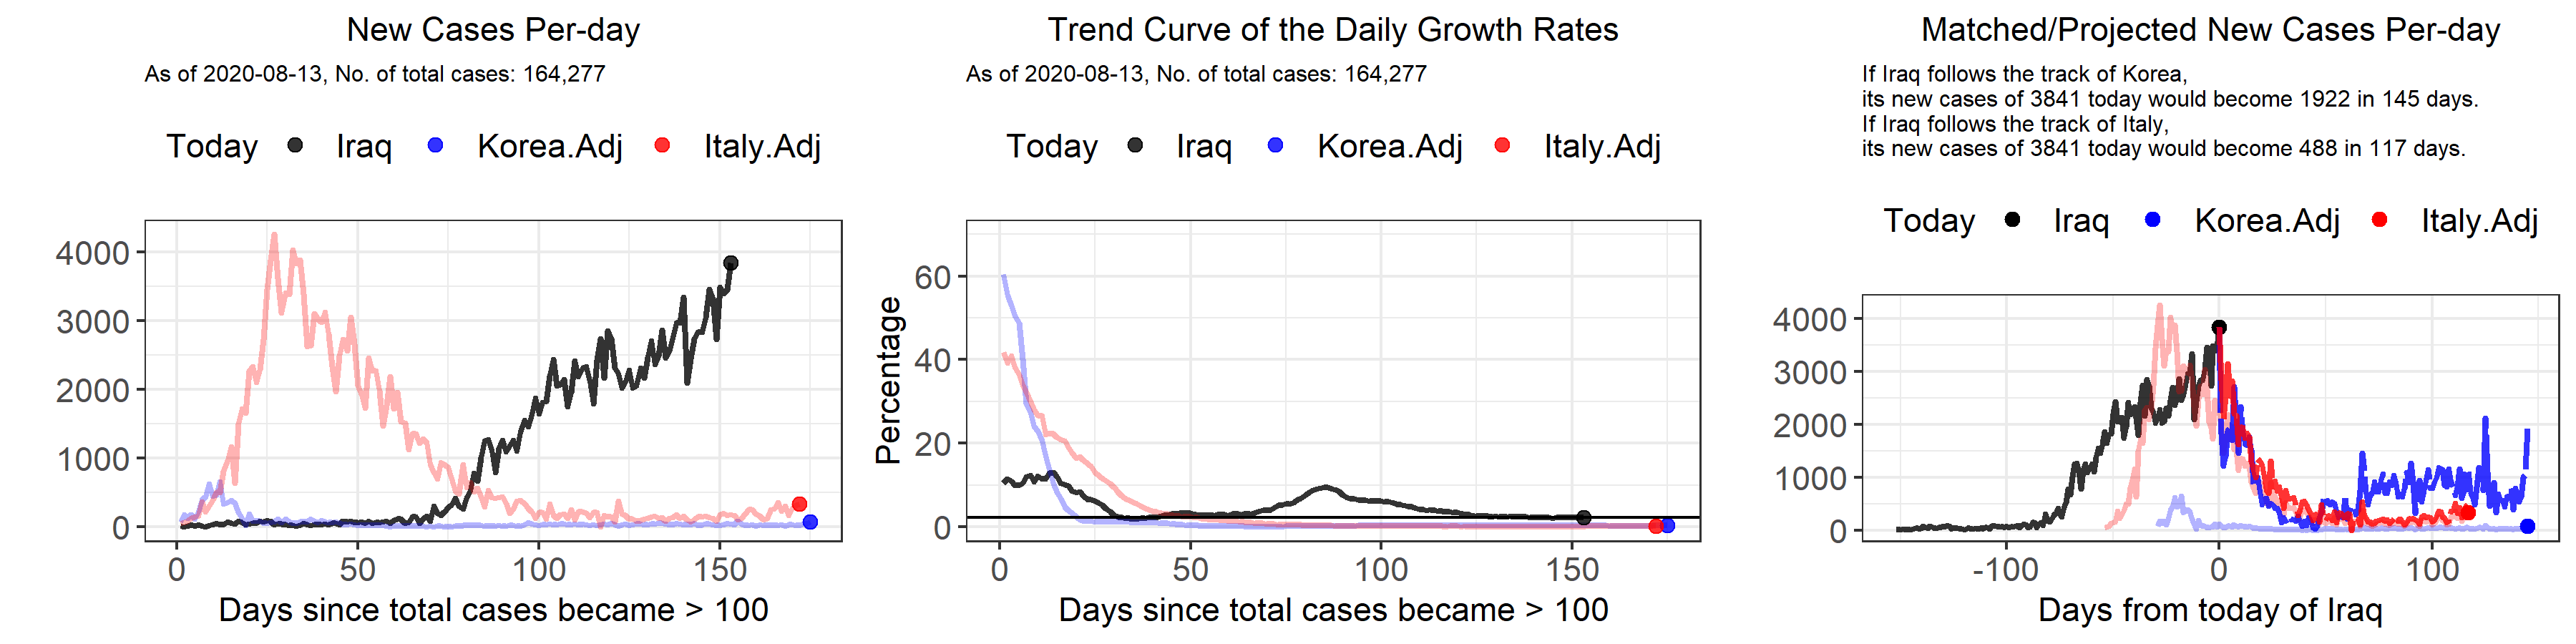 New Cases Per-day
As of 2020-08-13, No. of total cases: 164,277
Today Iraq Korea.Adj Italy.Adj
4000
3000
2000
1000
0
0 50 100 150
Days since total cases became > 100
Trend Curve of the Daily Growth Rates
As of 2020-08-13, No. of total cases: 164,277
Today Iraq Korea.Adj Italy.Adj
Percentage
60
40
20
0
0 50 100 150
Days since total cases became > 100
Matched/Projected New Cases Per-day
If Iraq follows the track of Korea,
its new cases of 3841 today would become 1922 in 145 days.
If Iraq follows the track of Italy,
its new cases of 3841 today would become 488 in 117 days.
Today Iraq Korea.Adj Italy.Adj
4000
3000
2000
1000
0
-100 0 100
Days from today of Iraq